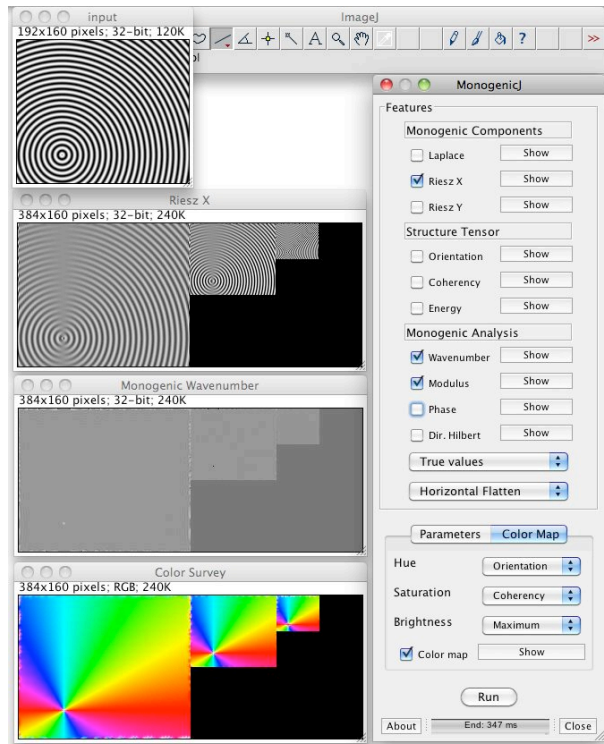 input
192x160 pixels; 32-bit; 120K
ImageJ
A
?
>>
ol
Riesz X
384x160 pixels; 32-bit; 240K
Monogenic Wavenumber
384x160 pixels; 32-bit; 240K
Color Survey
384x160 pixels; RGB; 240K
MonogenicJ
Features
Monogenic Components
Laplace Show
Riesz X Show
Riesz Y Show
Structure Tensor
Orientation Show
Coherency Show
Energy Show
Monogenic Analysis
Wavenumber Show
Modulus Show
Phase Show
Dir. Hilbert Show
True values
Horizontal Flatten
Parameters Color Map
Hue Orientation
Saturation Coherency
Brightness Maximum
Color map Show
Run
About End: 347 ms Close